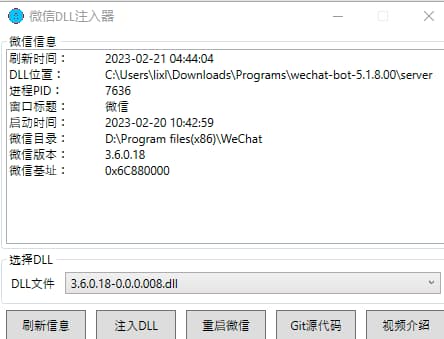 微信DLL注入器
微信信息
刷新时间： 2023-02-21 04:44:04
DLL位置： C:\Users\lixl\Downloads\Programs\wechat-bot-5.1.8.00\server
进程PID： 7636
窗口标题： 微信
启动时间： 2023-02-20 10:42:59
微信目录： D:\Program files(x86)\WeChat
微信版本： 3.6.0.18
微信基址： 0x6C880000
选择DLL
DLL文件 3.6.0.18-0.0.0.008.dll
刷新信息 注入DLL 重启微信 Git源代码 视频介绍